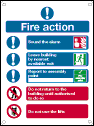 Fire action
Sound the alarm
Leave building
by nearest
available exit
Report to assembly
point
Do not return to the
building until authorised
to do so
Do not use the lifts